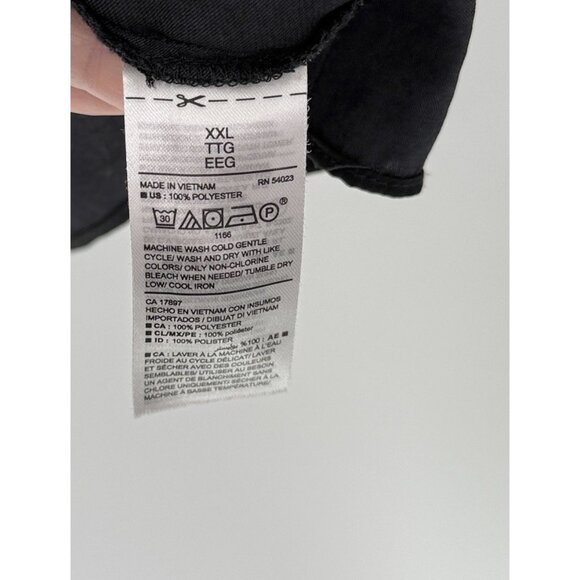 XXL
TTG
EEG
MADE IN VIETNAM RN 54023
■ US : 100% POLYESTER
30 P
1166
MACHINE WASH COLD GENTLE
CYCLE/ WASH AND DRY WITH LIKE
COLORS/ ONLY NON-CHLORINE
BLEACH WHEN NEEDED/ TUMBLE DRY
LOW/ COOL IRON
CA 17897
HECHO EN VIETNAM CON INSUMOS
IMPORTADOS / DIBUAT DI VIETNAM
■ CA : 100% POLYESTER
■ CL/MX/PE : 100% poliéster
■ ID : 100% POLISTER ■ AE : 100% بوليستر
■ CA : LAVER À LA MACHINE À L'EAU
FROIDE AU CYCLE DÉLICAT/ LAVER
ET SÉCHER AVEC DES COULEURS
SEMBLABLES/ UTILISER AU BESOIN
UN AGENT DE BLANCHIMENT SANS
CHLORE UNIQUEMENT/ SÉCHER À LA
MACHINE À BASSE TEMPÉRATURE/